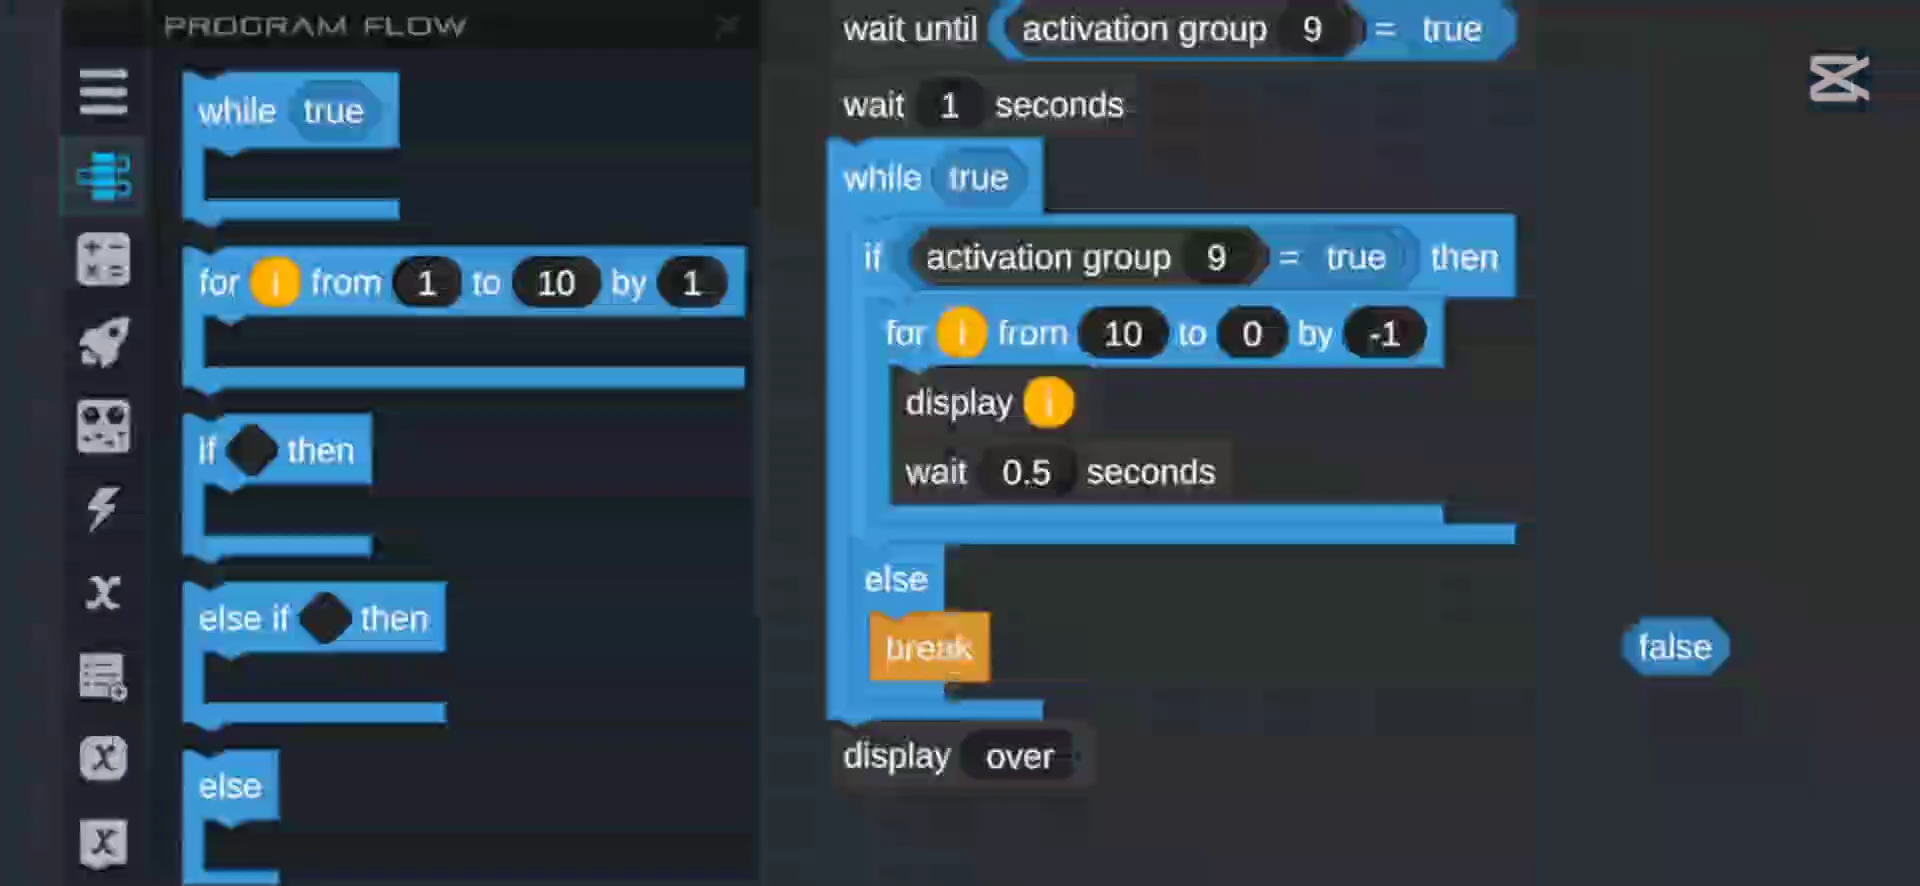 PROGRAM FLOW
while true
for i from 1 to 10 by 1
if then
else if then
else
wait until activation group 9 = true
wait 1 seconds
while true
if activation group 9 = true then
for i from 10 to 0 by -1
display i
wait 0.5 seconds
else
break
display over
false